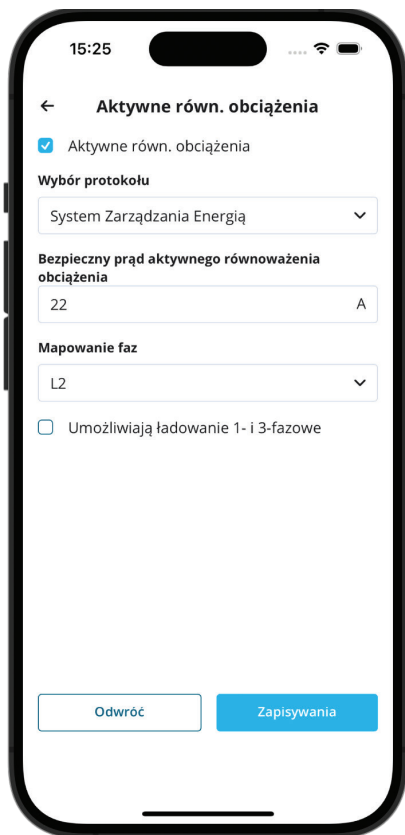 15:25
Aktywne równ. obciążenia
Aktywne równ. obciążenia
Wybór protokołu
System Zarządzania Energią
Bezpieczny prąd aktywnego równoważenia
obciążenia
22 A
Mapowanie faz
L2
Umożliwiają ładowanie 1- i 3-fazowe
Odwróć Zapisywania